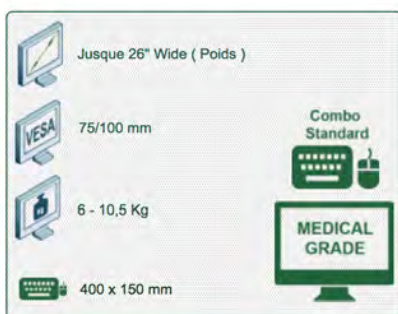 Jusque 26" Wide ( Poids )
VESA
75/100 mm
KG
6 - 10,5 Kg
400 x 150 mm
Combo
Standard
MEDICAL
GRADE